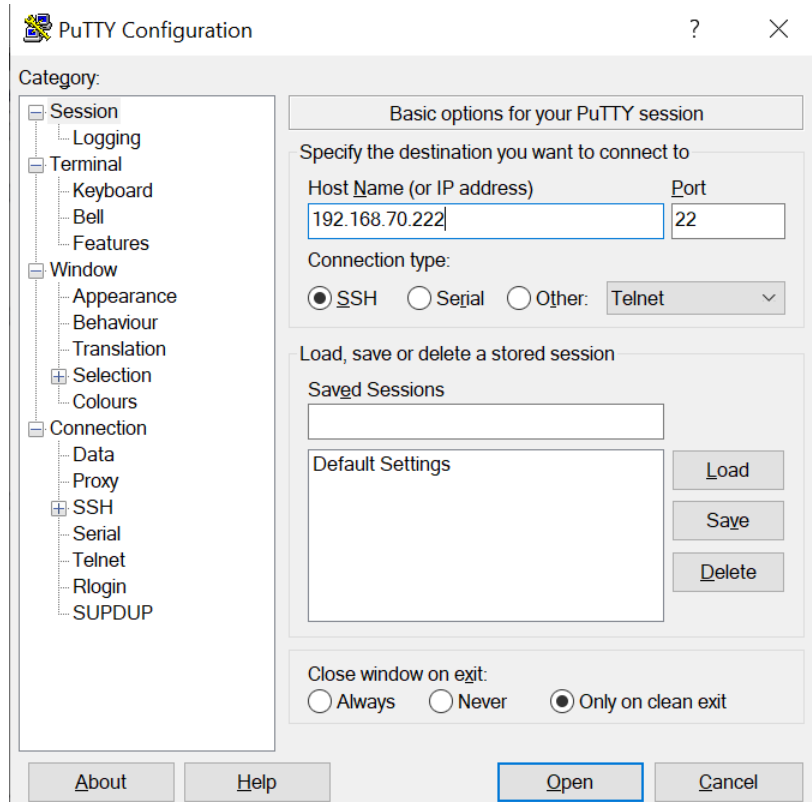 PuTTY Configuration
?
Category:
Session
Logging
Terminal
Keyboard
Bell
Features
Window
Appearance
Behaviour
Translation
Selection
Colours
Connection
Data
Proxy
SSH
Serial
Telnet
Rlogin
SUPDUP
Basic options for your PuTTY session
Specify the destination you want to connect to
Host Name (or IP address) Port
192.168.70.222 22
Connection type:
SSH Serial Other: Telnet
Load, save or delete a stored session
Saved Sessions
Default Settings
Load
Save
Delete
Close window on exit:
Always Never Only on clean exit
About Help Open Cancel